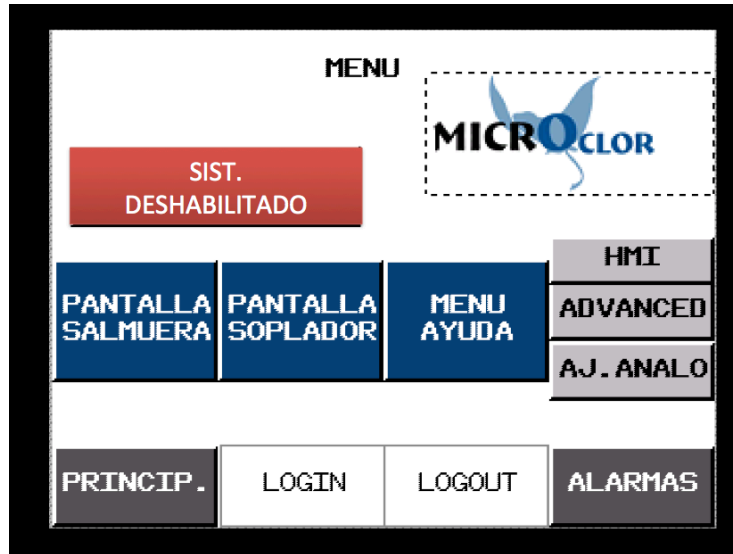 MENU
MICROCLOR
SIST.
DESHABILITADO
HMI
PANTALLA
SALMUERA
PANTALLA
SOPLADOR
MENU
AYUDA
ADVANCED
AJ.ANALO
PRINCIP.
LOGIN
LOGOUT
ALARMAS